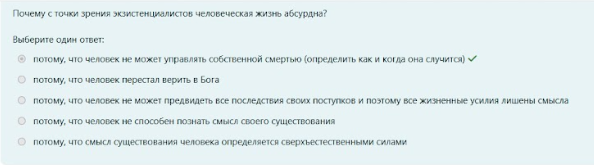 Почему с точки зрения экзистенциалистов человеческая жизнь абсурдна?
Выберите один ответ:
потому, что человек не может управлять собственной смертью (определить как и когда она случится)
потому, что человек перестал верить в Бога
потому, что человек не может предвидеть все последствия своих поступков и поэтому все жизненные усилия лишены смысла
потому, что человек не способен познать смысл своего существования
потому, что смысл существования человека определяется сверхъестественными силами